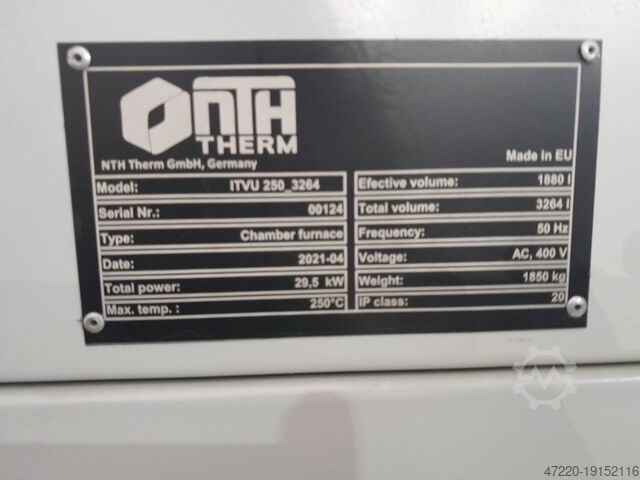 NTH
THERM
NTH Therm GmbH, Germany
Made in EU
Model: ITVU 250_3264
Serial Nr.: 00124
Type: Chamber furnace
Date: 2021-04
Total power: 29,5 kW
Max. temp. : 250°C
Efective volume: 1880 l
Total volume: 3264 l
Frequency: 50 Hz
Voltage: AC, 400 V
Weight: 1850 kg
IP class: 20
47220-19152116